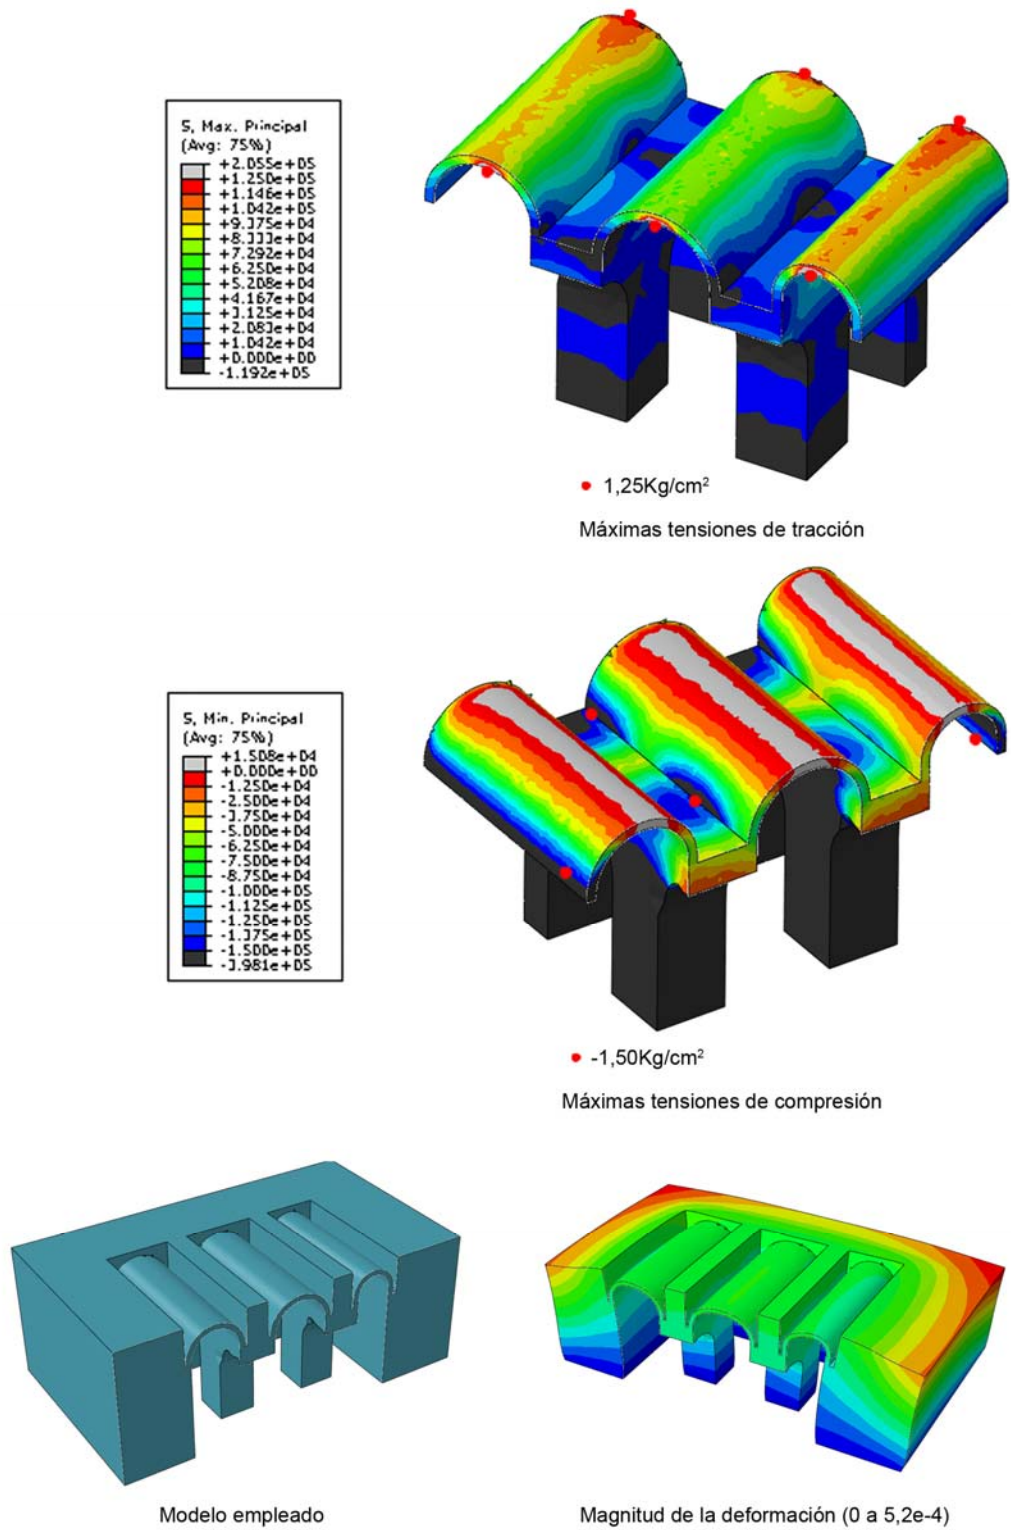 S, Max. Principal
(Avg: 75%)
+2.055e+05
+1.250e+05
+1.146e+05
+1.042e+05
+9.375e+04
+8.333e+04
+7.292e+04
+6.250e+04
+5.208e+04
+4.167e+04
+3.125e+04
+2.083e+04
+1.042e+04
+0.000e+00
-1.192e+05
1,25Kg/cm²
Máximas tensiones de tracción
S, Min. Principal
(Avg: 75%)
+1.508e+04
+0.000e+00
-1.250e+04
-2.500e+04
-3.750e+04
-5.000e+04
-6.250e+04
-7.500e+04
-8.750e+04
-1.000e+05
-1.125e+05
-1.250e+05
-1.375e+05
-1.500e+05
-3.981e+05
-1,50Kg/cm²
Máximas tensiones de compresión
Modelo empleado
Magnitud de la deformación (0 a 5,2e-4)